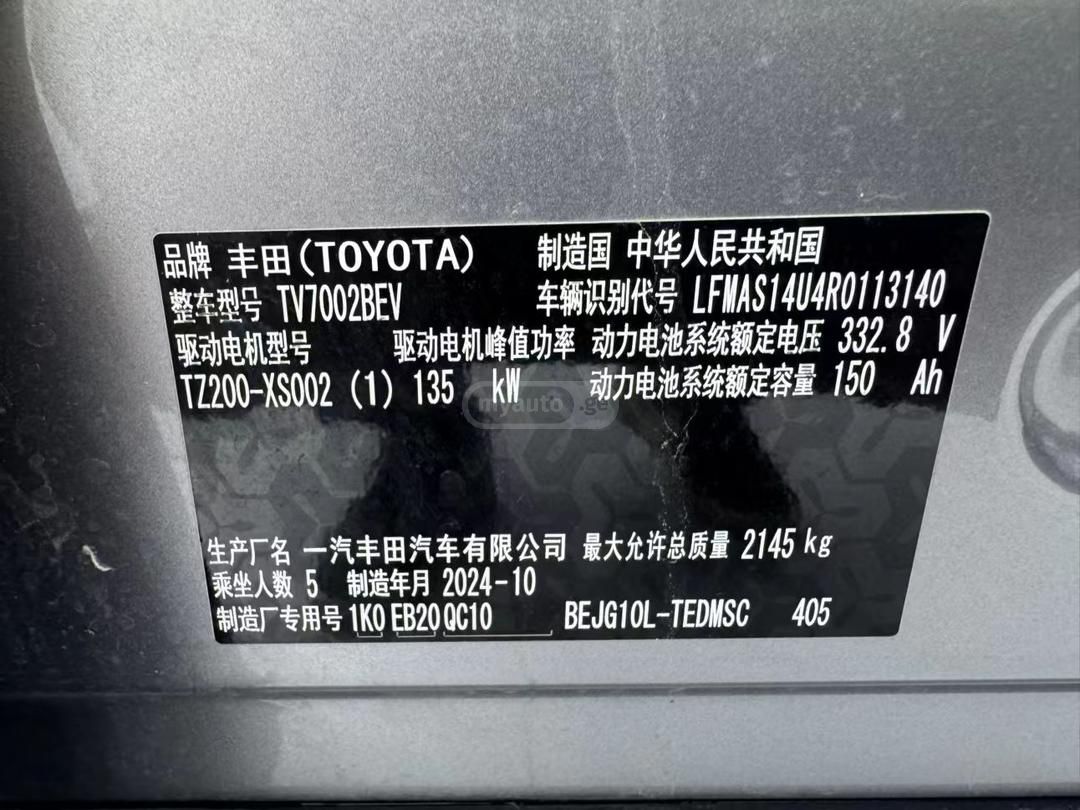 品牌 丰田(TOYOTA) 制造国 中华人民共和国
整车型号 TV7002BEV 车辆识别代号 LFMAS14U4R0113140
驱动电机型号 驱动电机峰值功率 动力电池系统额定电压 332.8 V
TZ200-XS002 (1) 135 kW 动力电池系统额定容量 150 Ah
myauto.ge
生产厂名 一汽丰田汽车有限公司 最大允许总质量 2145 kg
乘坐人数 5 制造年月 2024-10
制造厂专用号 1K0 EB20 QC10 BEJG10L-TEDMSC 405